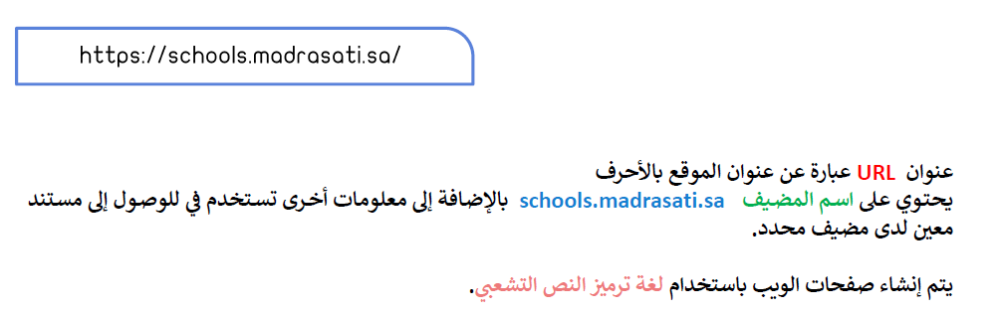 https://schools.madrasati.sa/
عنوان URL عبارة عن عنوان الموقع بالأحرف
يحتوي على اسم المضيف schools.madrasati.sa بالإضافة إلى معلومات أخرى تستخدم في للوصول إلى مستند
معين لدى مضيف محدد.
يتم إنشاء صفحات الويب باستخدام لغة ترميز النص التشعبي.